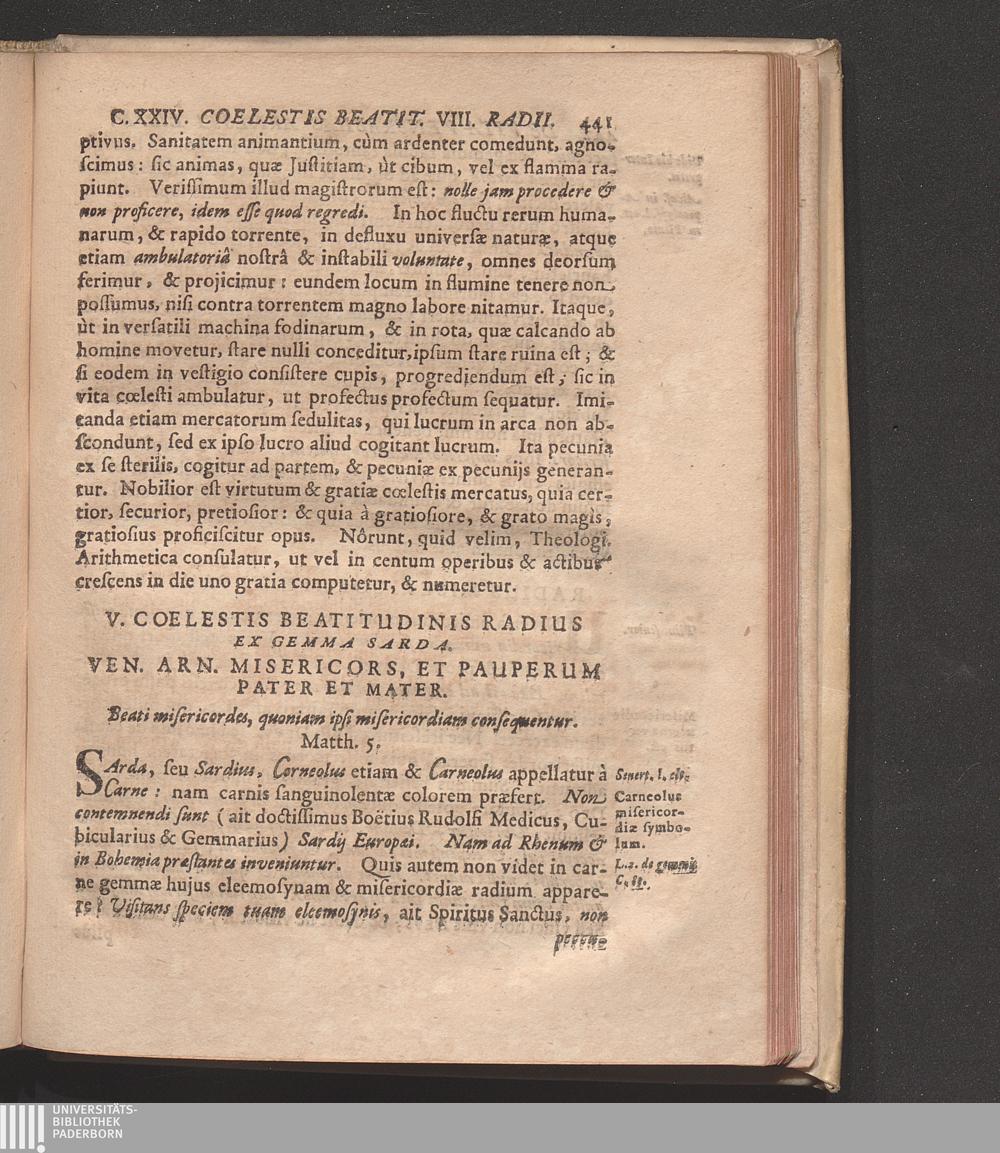 C. XXIV. COELESTIS BEATIT. VIII. RADII. 441
ptivus. Sanitatem animantium, cùm ardenter comedunt, agno-
ſcimus: ſic animas, quæ Juſtitiam, ùt cibum, vel ex flamma ra-
piunt. Veriſſimum illud magiſtrorum eſt: nolle jam procedere &
non proficere, idem eſſe quod regredi. In hoc fluctu rerum huma-
narum, & rapido torrente, in defluxu univerſæ naturæ, atque
etiam ambulatoriâ noſtrâ & inſtabili voluntate, omnes deorſum
ferimur, & projicimur: eundem locum in flumine tenere non
poſſumus, niſi contra torrentem magno labore nitamur. Itaque,
ùt in verſatili machina fodinarum, & in rota, quæ calcando ab
homine movetur, ſtare nulli conceditur, ipſum ſtare ruina eſt; &
ſi eodem in veſtigio conſiſtere cupis, progrediendum eſt; ſic in
vita cœleſti ambulatur, ut profectus profectum ſequatur. Imi-
tanda etiam mercatorum ſedulitas, qui lucrum in arca non ab-
ſcondunt, ſed ex ipſo lucro aliud cogitant lucrum. Ita pecunia
ex ſe ſterilis, cogitur ad partem, & pecuniæ ex pecunijs generan-
tur. Nobilior eſt virtutum & gratiæ cœleſtis mercatus, quia cer-
tior, ſecurior, pretioſior: & quia à gratioſiore, & grato magìs,
gratioſius proficiſcitur opus. Nôrunt, quid velim, Theologi.
Arithmetica conſulatur, ut vel in centum operibus & actibus
creſcens in die uno gratia computetur, & numeretur.
V. COELESTIS BEATITUDINIS RADIUS
EX GEMMA SARDA.
VEN. ARN. MISERICORS, ET PAUPERUM
PATER ET MATER.
Beati miſericordes, quoniam ipſi miſericordiam conſequentur.
Matth. 5.
SArda, ſeu Sardius, Corneolus etiam & Carneolus appellatur à
Carne: nam carnis ſanguinolentæ colorem præfert. Non
contemnendi ſunt (ait doctiſſimus Boëtius Rudolfi Medicus, Cu-
bicularius & Gemmarius) Sardij Europæi. Nam ad Rhenum &
in Bohemia præſtantes inveniuntur. Quis autem non videt in car-
ne gemmæ hujus eleemoſynam & miſericordiæ radium appare-
re? Viſitans ſpeciem tuam eleemoſynis, ait Spiritus Sanctus, non
Carneolus
miſericor-
diæ ſymbo-
lum.
L. 2. de gemmis
UNIVERSITÄTS-
BIBLIOTHEK
PADERBORN